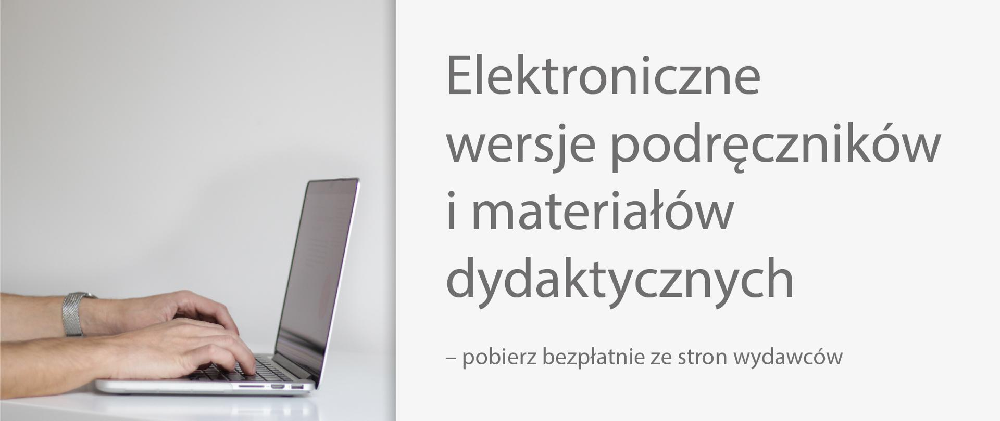 Elektroniczne
wersje podręczników
i materiałów
dydaktycznych
– pobierz bezpłatnie ze stron wydawców